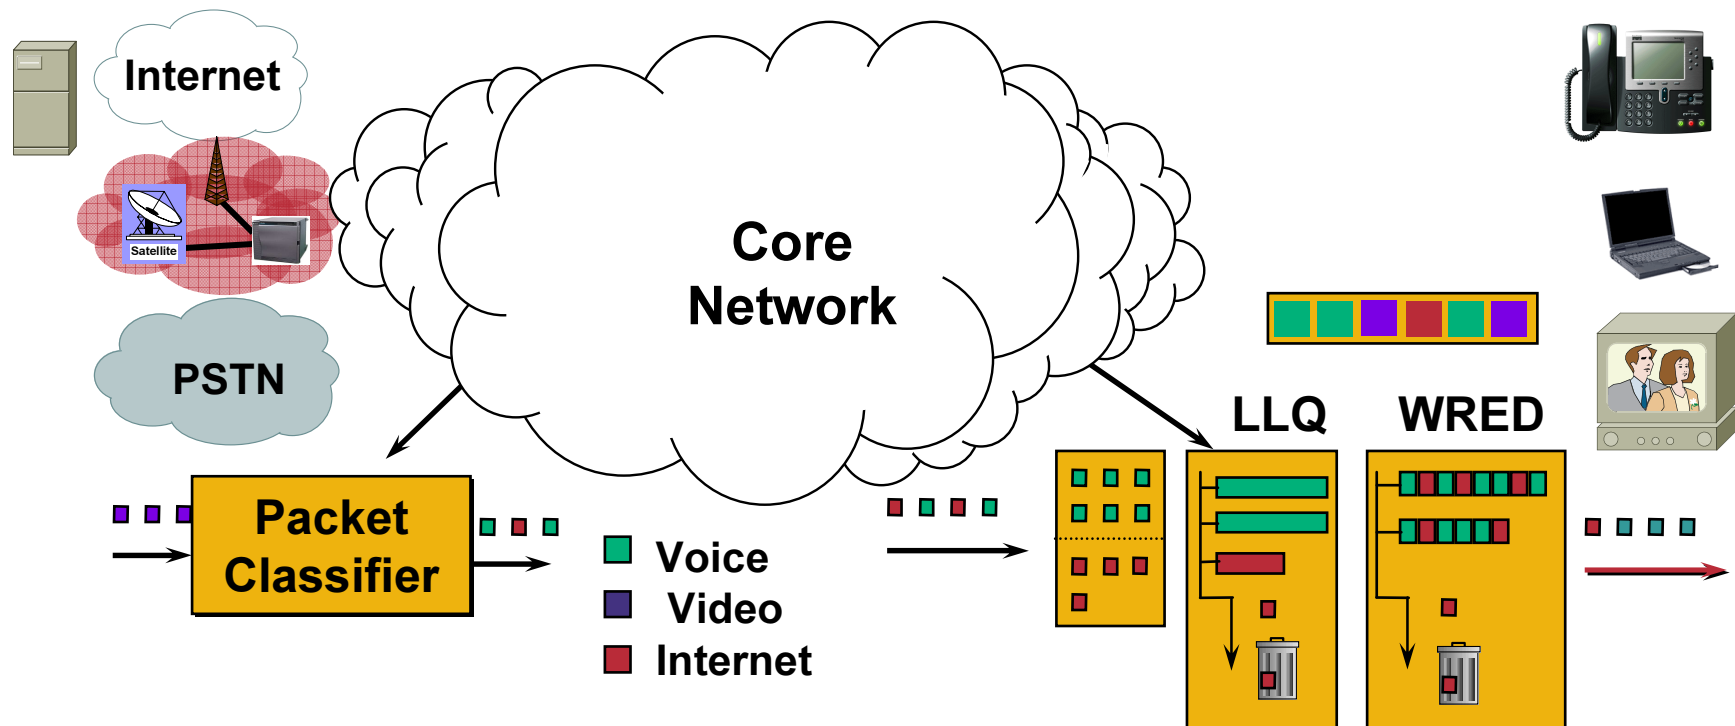 Internet
Satellite
PSTN
Core
Network
LLQ
WRED
Packet
Classifier
Voice
Video
Internet